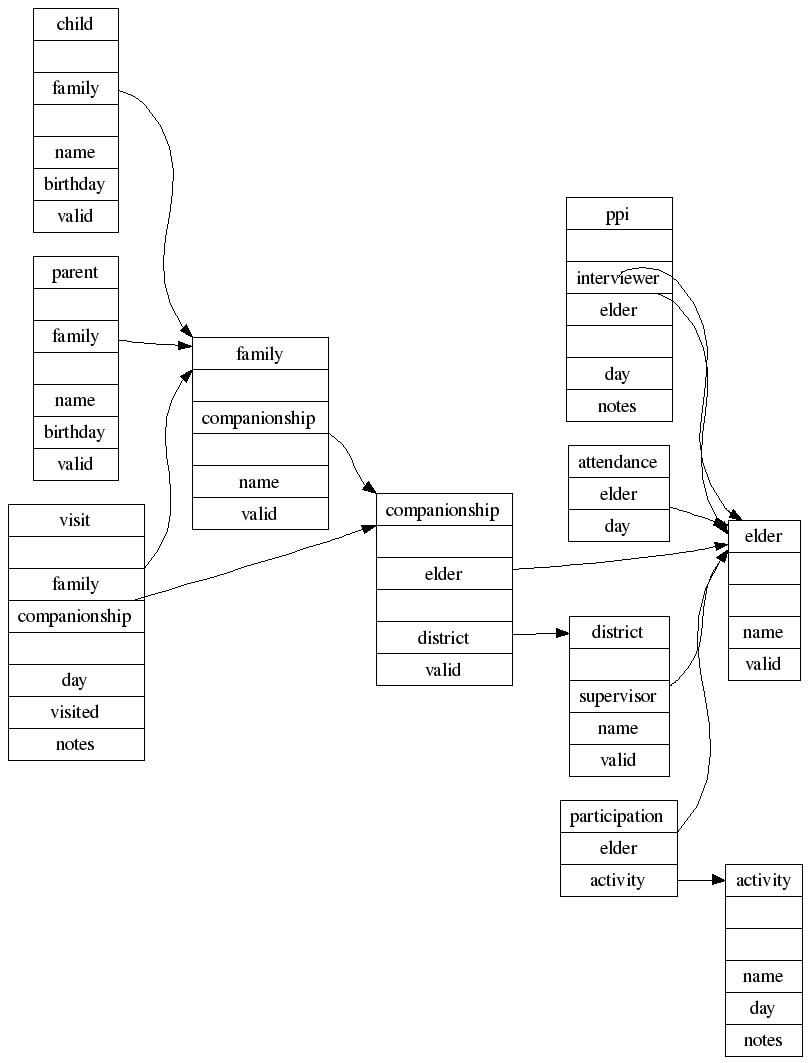 child
family
name
birthday
valid
parent
family
name
birthday
valid
visit
family
companionship
day
visited
notes
family
companionship
name
valid
companionship
elder
district
valid
ppi
interviewer
elder
day
notes
attendance
elder
day
district
supervisor
name
valid
participation
elder
activity
elder
name
valid
activity
name
day
notes